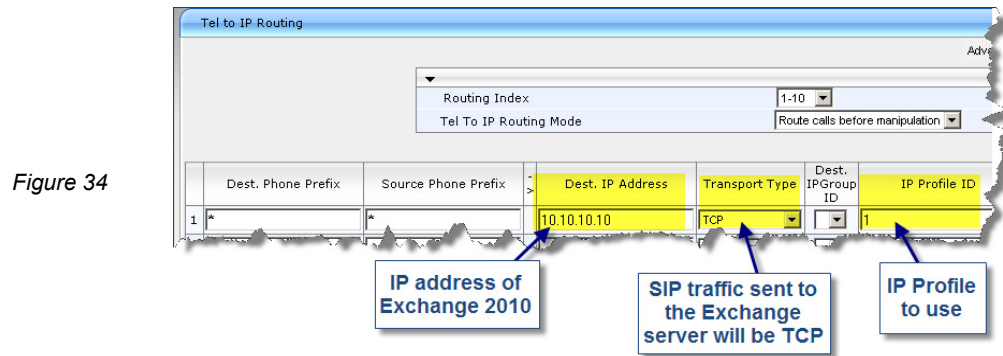 Tel to IP Routing
Routing Index 1-10
Tel To IP Routing Mode Route calls before manipulation
Figure 34
Dest. Phone Prefix Source Phone Prefix -> Dest. IP Address Transport Type Dest. IPGroup ID IP Profile ID
1 * * 10.10.10.10 TCP 1
IP address of
Exchange 2010
SIP traffic sent to
the Exchange
server will be TCP
IP Profile
to use